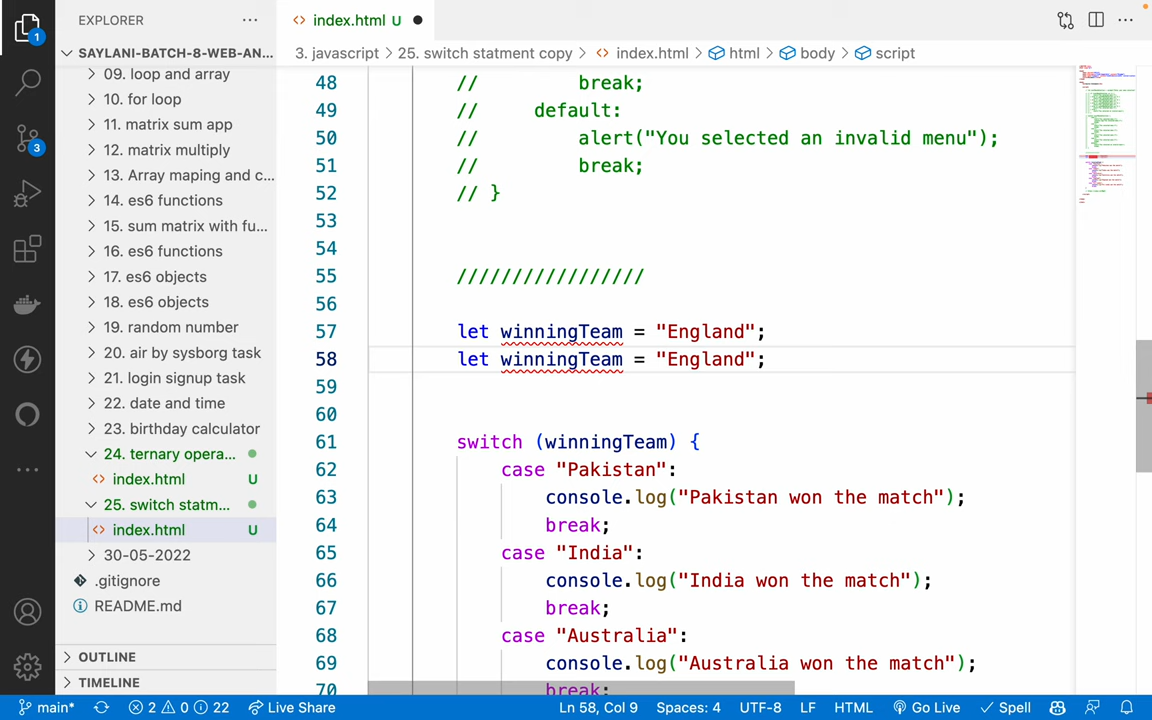 EXPLORER
SAYLANI-BATCH-8-WEB-AN...
09. loop and array
10. for loop
11. matrix sum app
12. matrix multiply
13. Array maping and c...
14. es6 functions
15. sum matrix with fu...
16. es6 functions
17. es6 objects
18. es6 objects
19. random number
20. air by sysborg task
21. login signup task
22. date and time
23. birthday calculator
24. ternary opera...
index.html U
25. switch statm...
index.html U
30-05-2022
.gitignore
README.md
OUTLINE
TIMELINE
1
3
index.html U
3. javascript > 25. switch statment copy > index.html > html > body > script
48 // break;
49 // default:
50 // alert("You selected an invalid menu");
51 // break;
52 // }
53
54
55 /////////////////
56
57 let winningTeam = "England";
58 let winningTeam = "England";
59
60
61 switch (winningTeam) {
62 case "Pakistan":
63 console.log("Pakistan won the match");
64 break;
65 case "India":
66 console.log("India won the match");
67 break;
68 case "Australia":
69 console.log("Australia won the match");
70 break;
main* 2 0 22 Live Share Ln 58, Col 9 Spaces: 4 UTF-8 LF HTML Go Live Spell